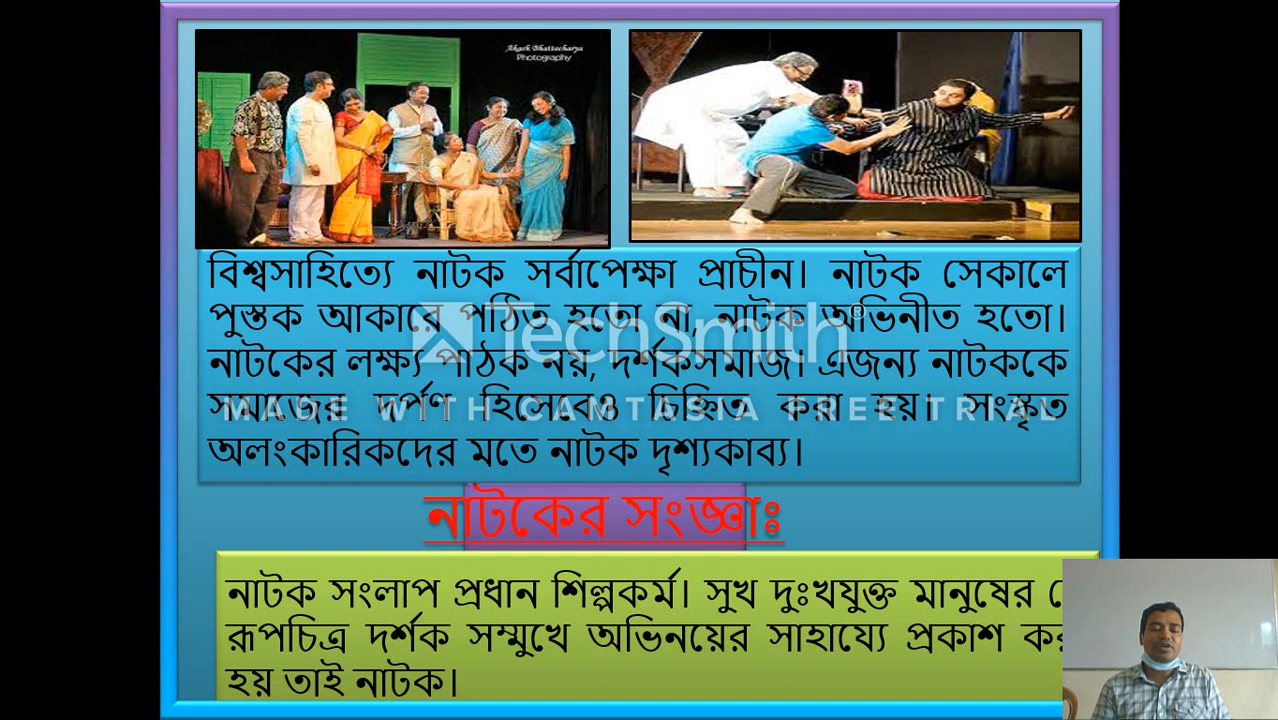 Akash Bhattacharya
Photography
বিশ্বসাহিত্যে নাটক সর্বাপেক্ষা প্রাচীন। নাটক সেকালে
পুস্তক আকারে পঠিত হতো না, নাটক অভিনীত হতো।
নাটকের লক্ষ্য পাঠক নয়, দর্শকসমাজ। এজন্য নাটককে
সমাজের দর্পণ হিসেবেও চিহ্নিত করা হয়। সংস্কৃত
অলংকারিকদের মতে নাটক দৃশ্যকাব্য।
TechSmith®
MADE WITH CAMTASIA FREE TRIAL
নাটকের সংজ্ঞাঃ
নাটক সংলাপ প্রধান শিল্পকর্ম। সুখ দুঃখযুক্ত মানুষের
রূপচিত্র দর্শক সম্মুখে অভিনয়ের সাহায্যে প্রকাশ
হয় তাই নাটক।